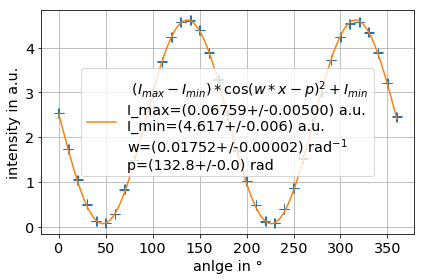 intensity in a.u.
4
3
2
1
0
(I_max − I_min) * cos(w * x − p)² + I_min
I_max=(0.06759+/-0.00500) a.u.
I_min=(4.617+/-0.006) a.u.
w=(0.01752+/-0.00002) rad⁻¹
p=(132.8+/-0.0) rad
0 50 100 150 200 250 300 350
anlge in °